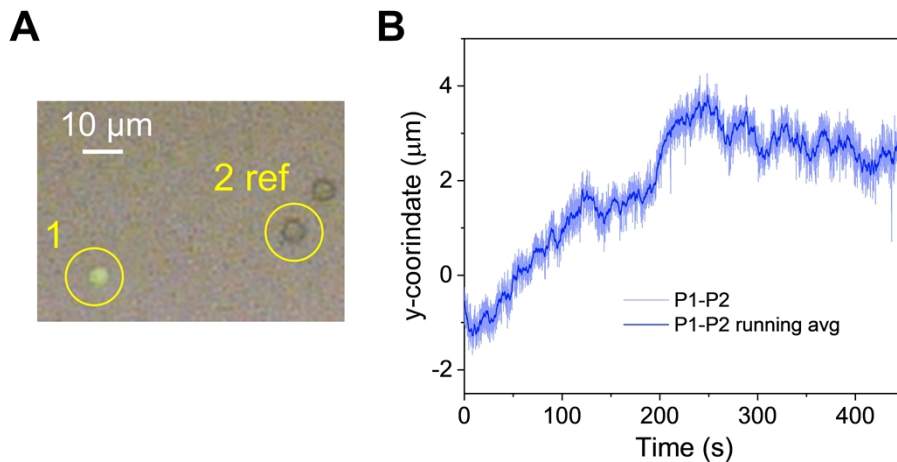 A
10 μm
2 ref
1
B
y-coorindate (μm)
4
2
0
-2
P1-P2
P1-P2 running avg
0 100 200 300 400
Time (s)